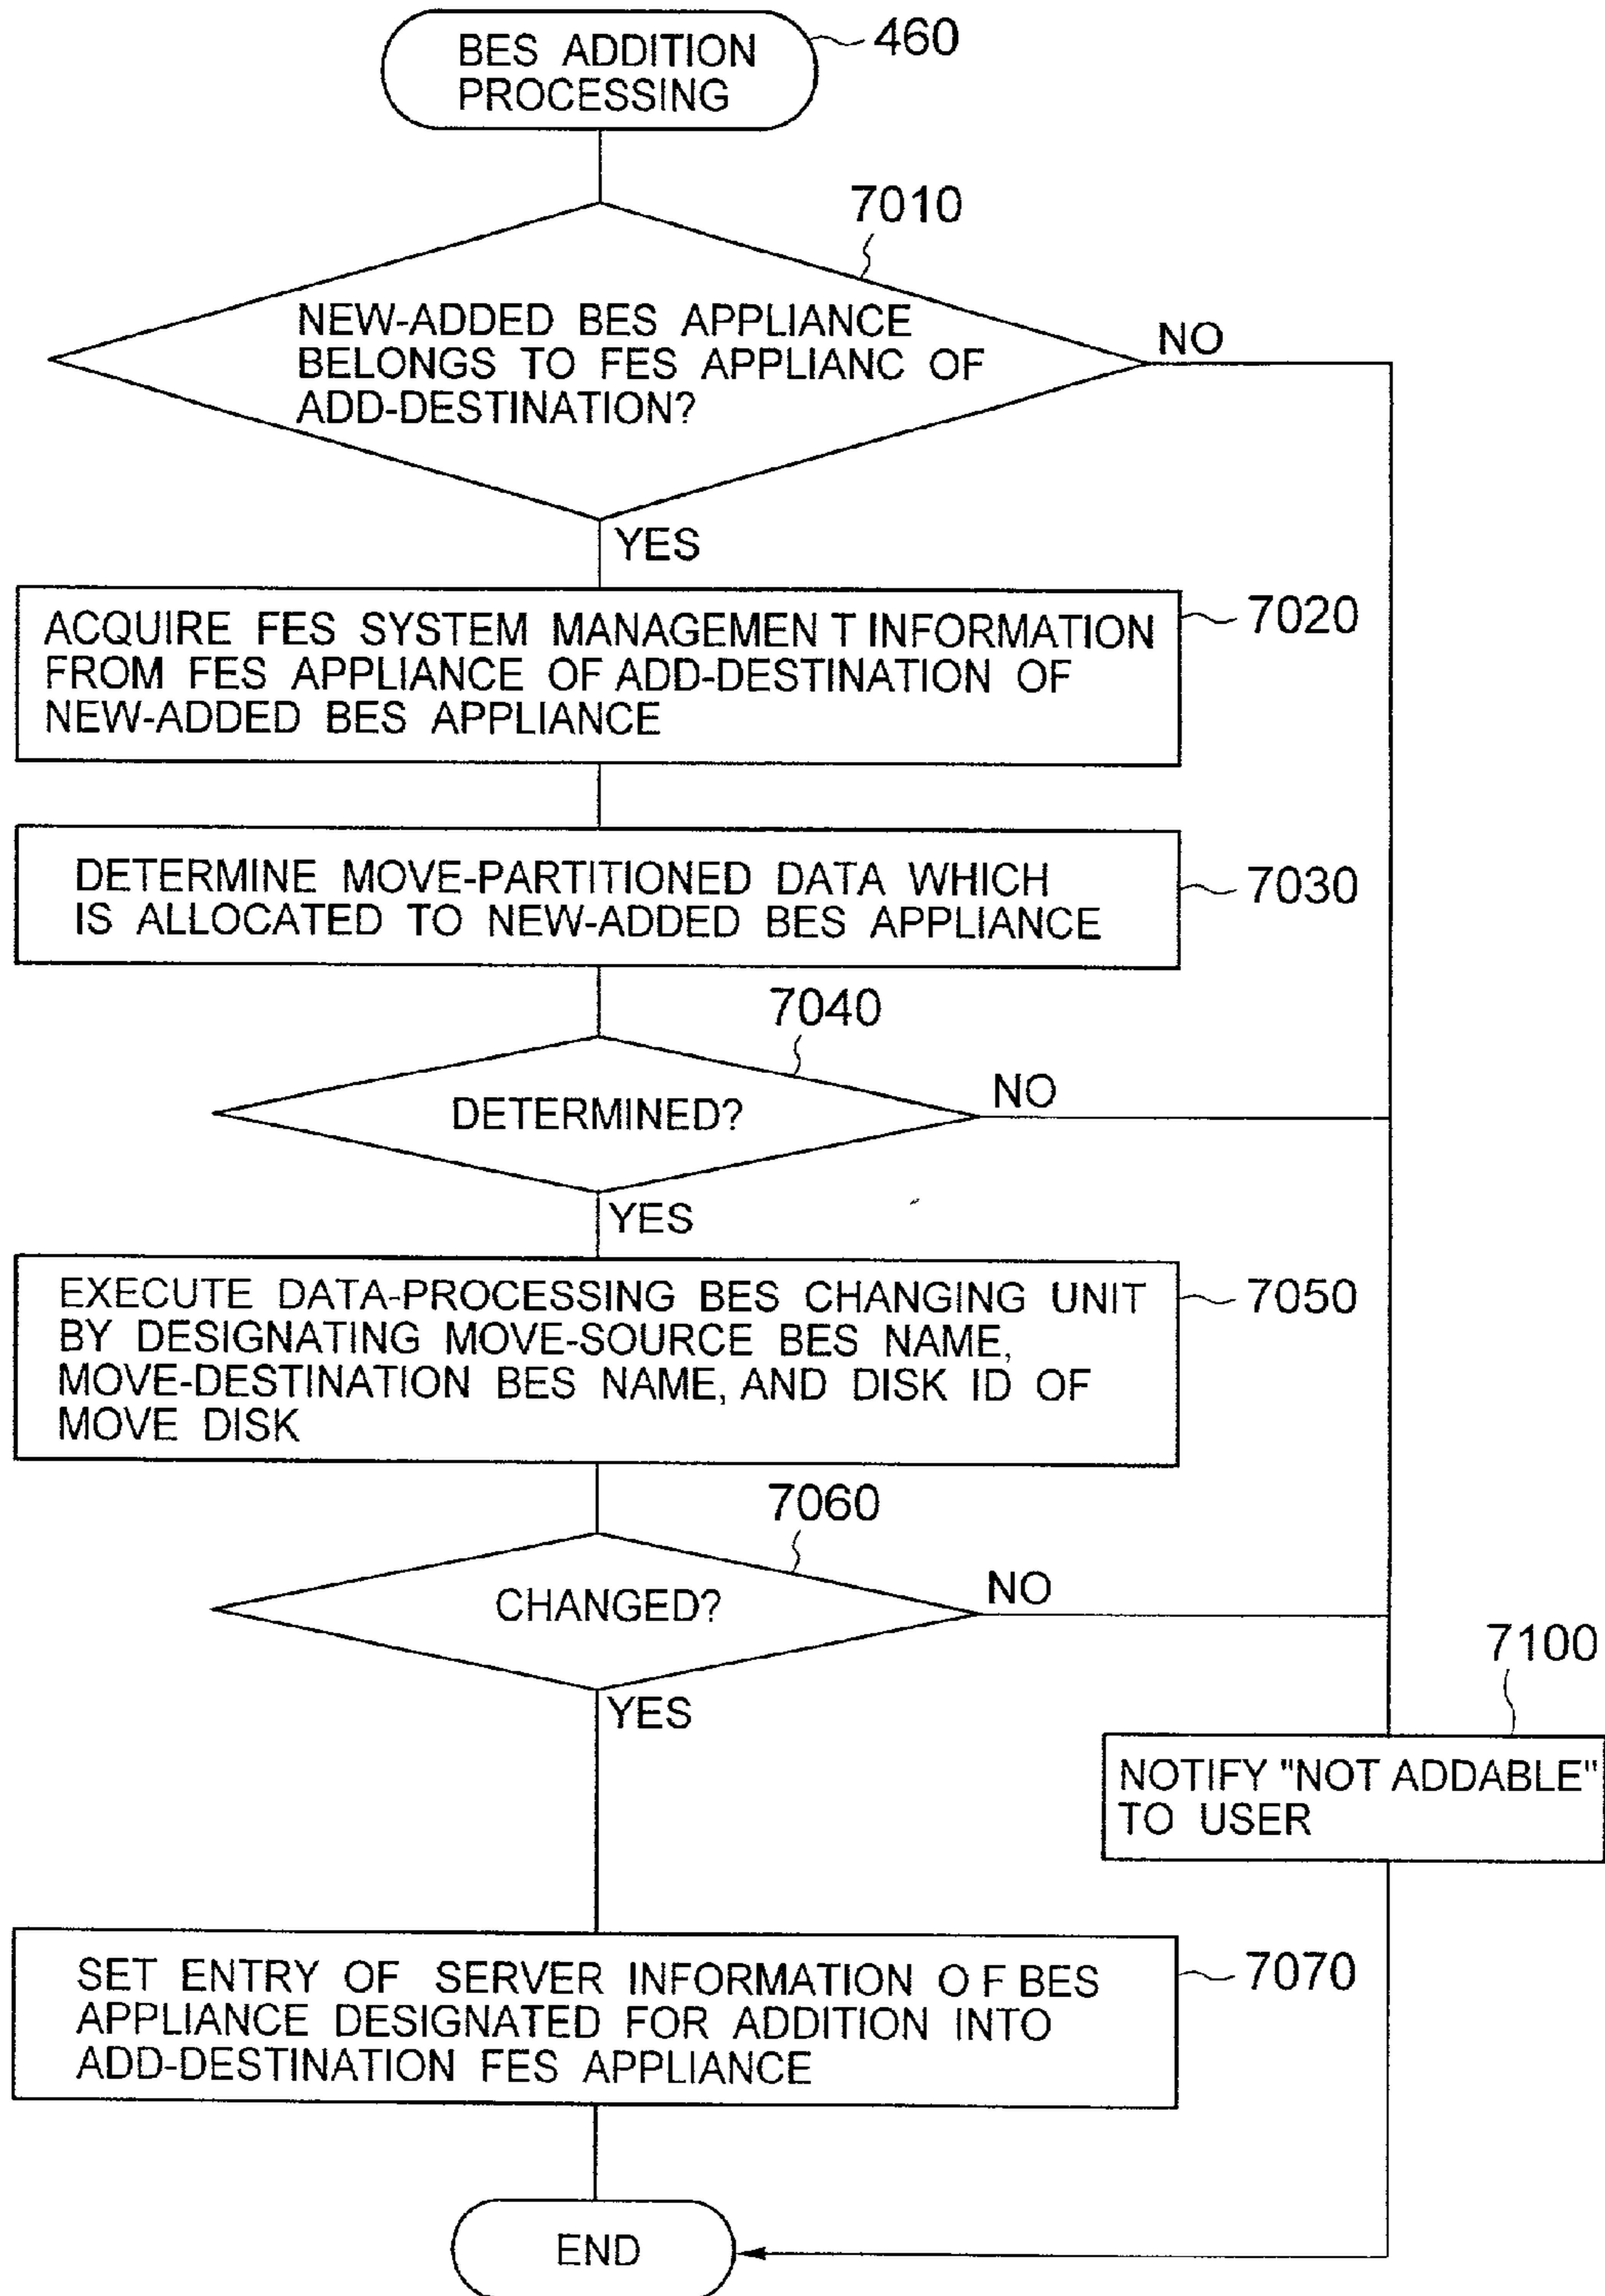 BES ADDITION
PROCESSING
460
7010
NEW-ADDED BES APPLIANCE
BELONGS TO FES APPLIANC OF
ADD-DESTINATION?
NO
YES
ACQUIRE FES SYSTEM MANAGEMEN T INFORMATION
FROM FES APPLIANCE OF ADD-DESTINATION OF
NEW-ADDED BES APPLIANCE
7020
DETERMINE MOVE-PARTITIONED DATA WHICH
IS ALLOCATED TO NEW-ADDED BES APPLIANCE
7030
7040
DETERMINED?
NO
YES
EXECUTE DATA-PROCESSING BES CHANGING UNIT
BY DESIGNATING MOVE-SOURCE BES NAME,
MOVE-DESTINATION BES NAME, AND DISK ID OF
MOVE DISK
7050
7060
CHANGED?
NO
YES
7100
NOTIFY "NOT ADDABLE"
TO USER
SET ENTRY OF SERVER INFORMATION O F BES
APPLIANCE DESIGNATED FOR ADDITION INTO
ADD-DESTINATION FES APPLIANCE
7070
END